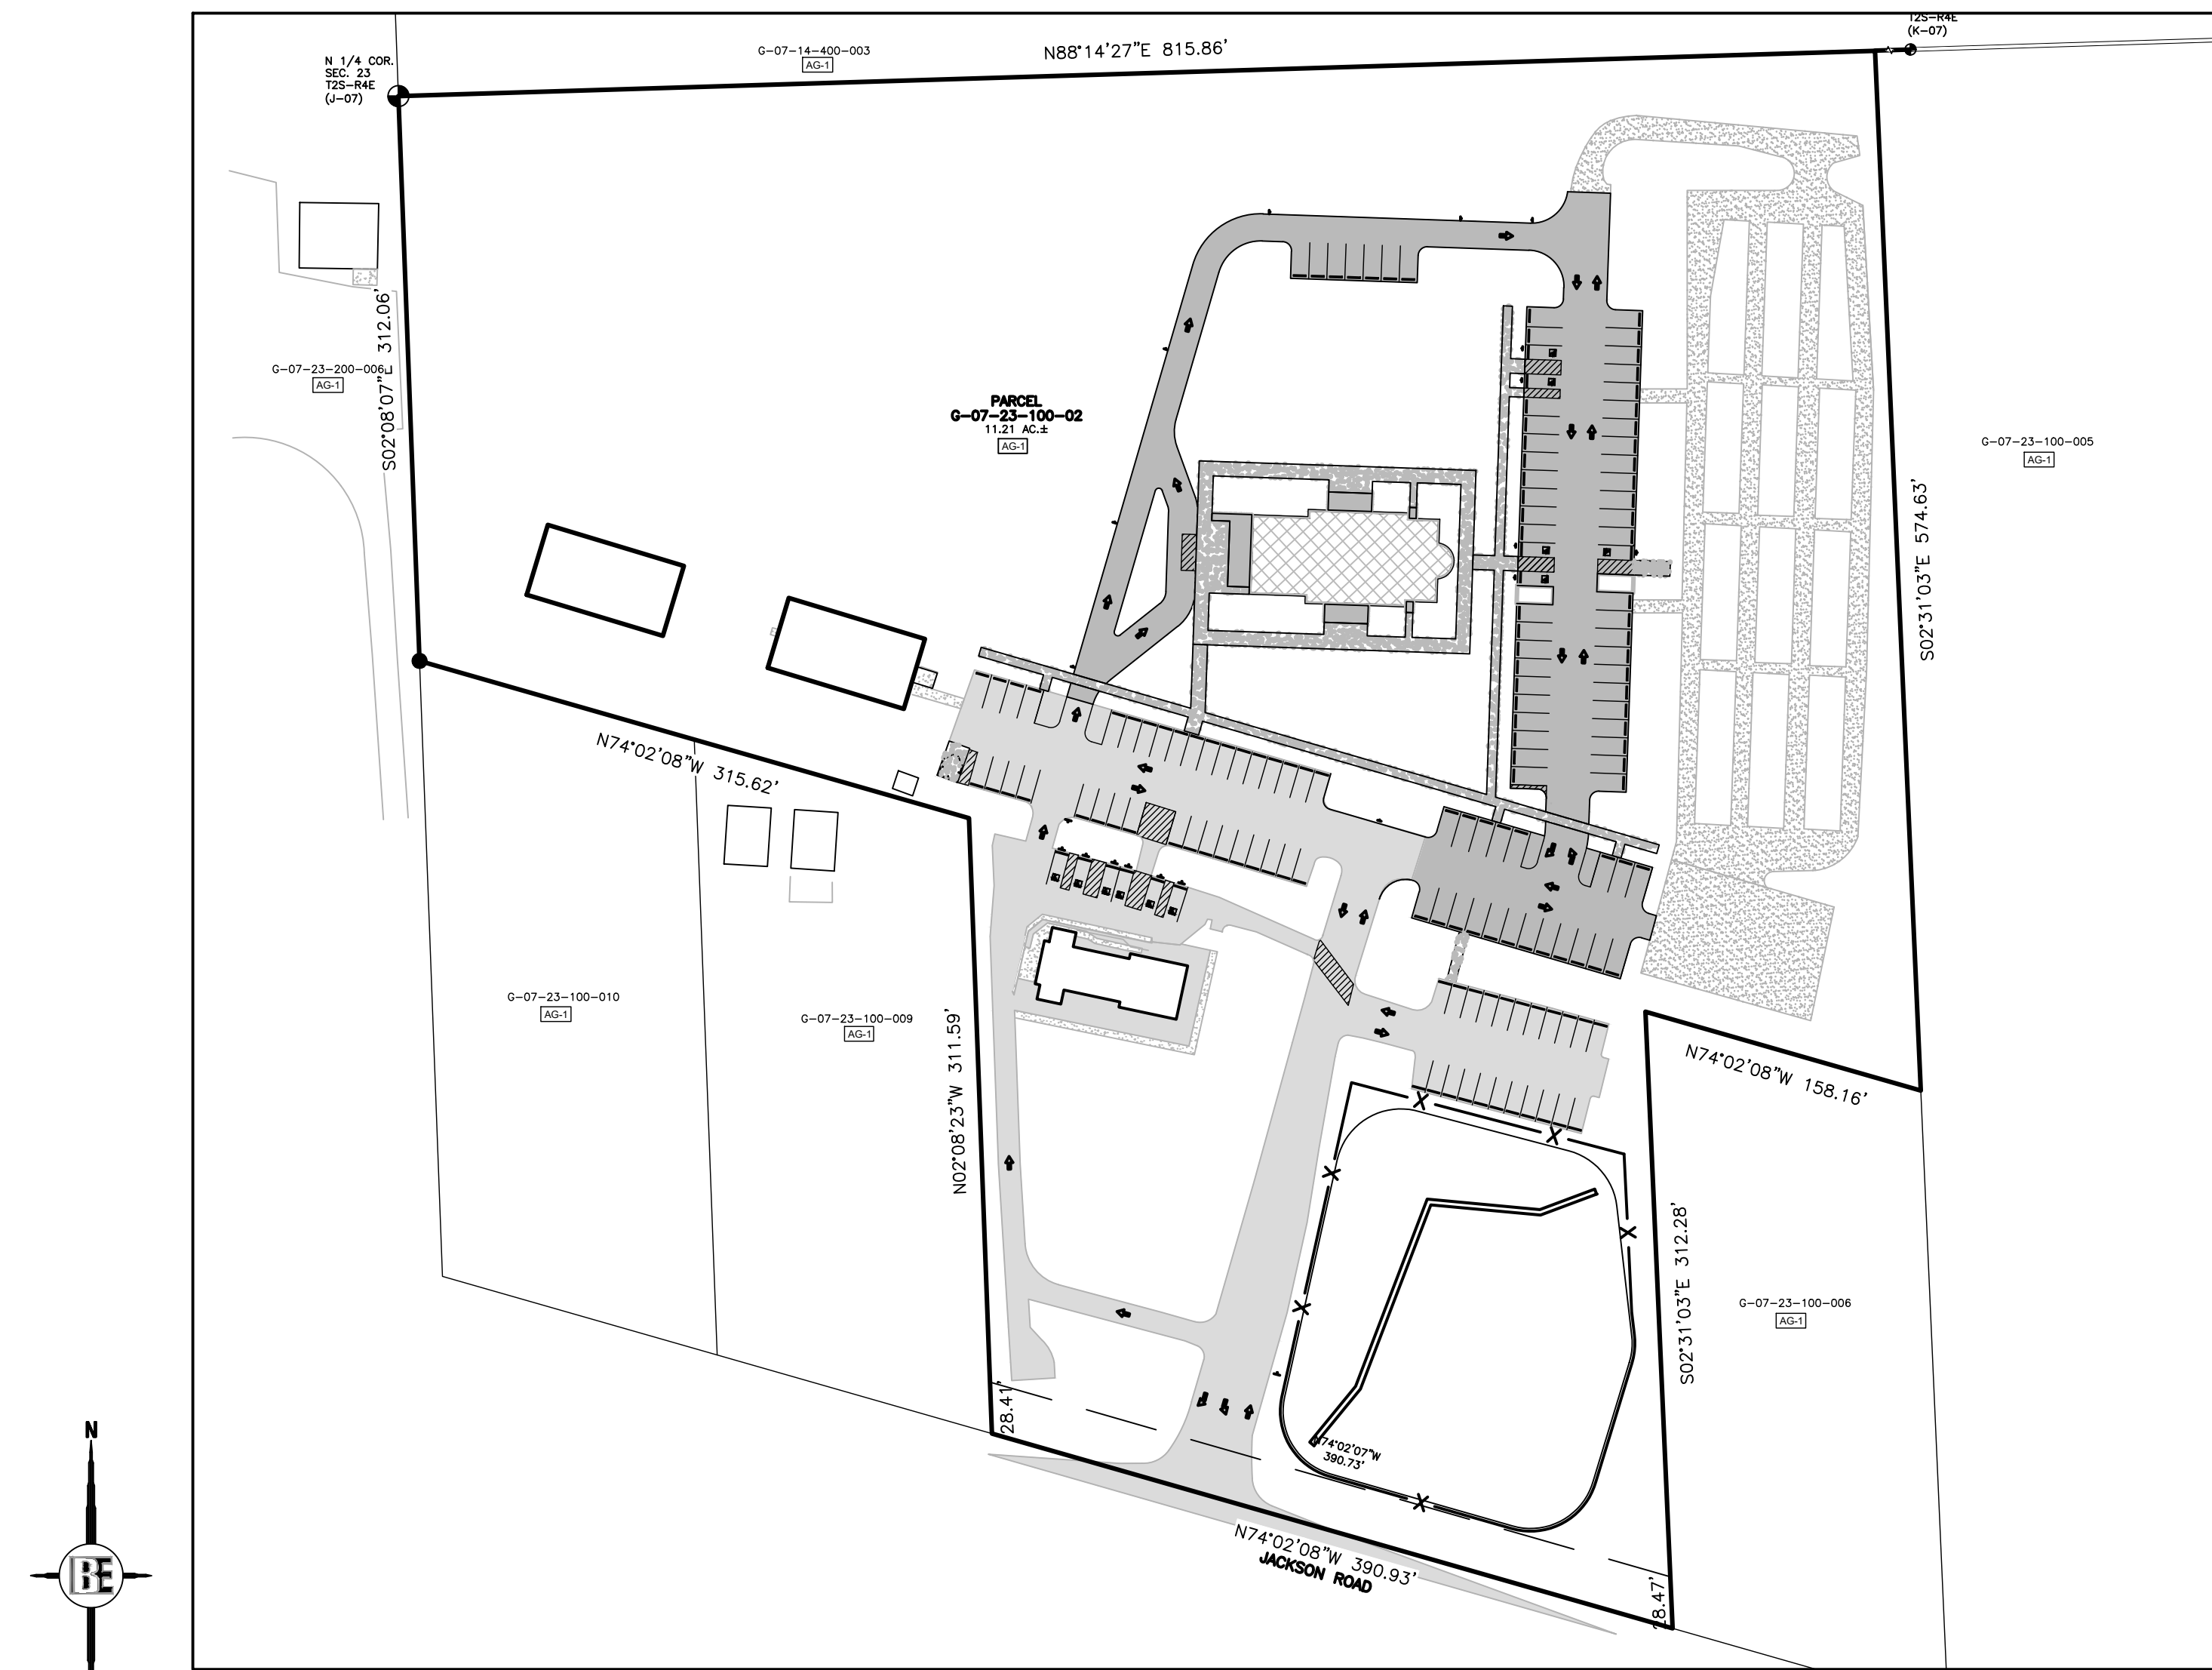 T2S-R4E
(K-07)
N88°14'27"E 815.86'
G-07-14-400-003
AG-1
N 1/4 COR.
SEC. 23
T2S-R4E
(J-07)
S02°08'07"E 312.06'
G-07-23-200-006
AG-1
PARCEL
G-07-23-100-02
11.21 AC.±
AG-1
G-07-23-100-005
AG-1
S02°31'03"E 574.63'
N74°02'08"W 315.62'
G-07-23-100-010
AG-1
G-07-23-100-009
AG-1
N02°08'23"W 311.59'
N74°02'08"W 158.16'
S02°31'03"E 312.28'
G-07-23-100-006
AG-1
28.41'
N74°02'07"W
390.73'
N74°02'08"W 390.93'
JACKSON ROAD
28.47'
N
BE